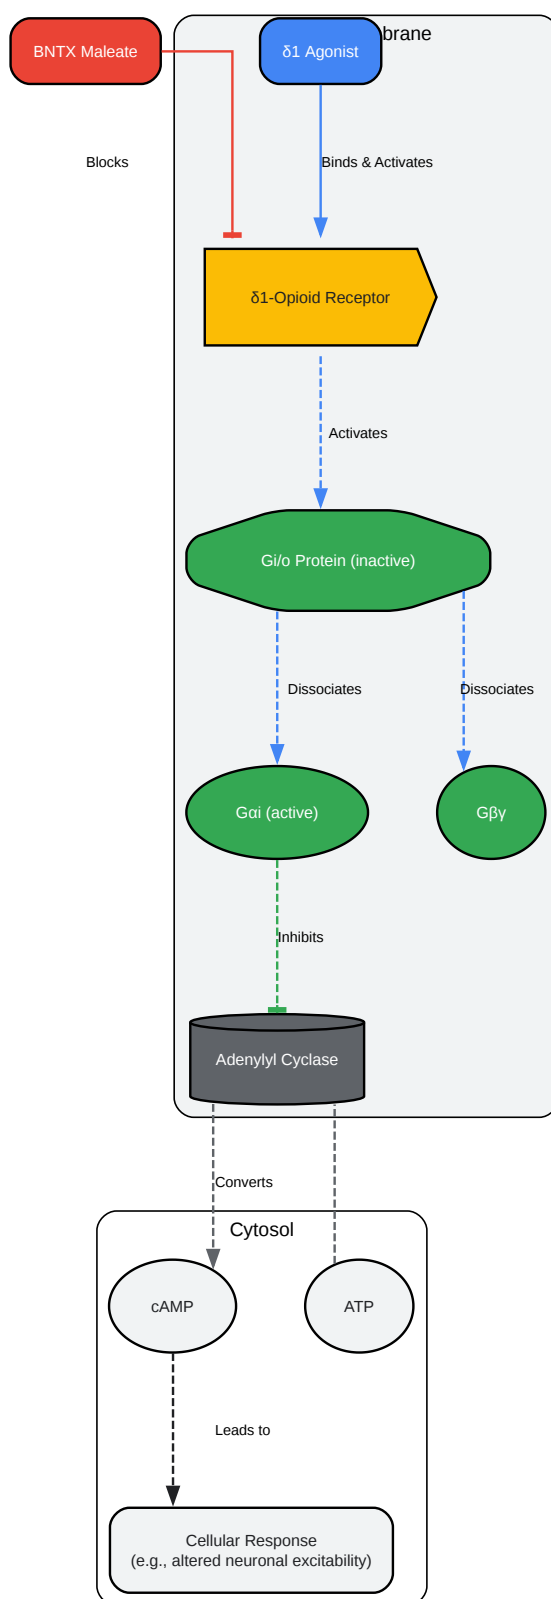 BNTX Maleate
δ1 Agonist
brane
Blocks
Binds & Activates
δ1-Opioid Receptor
Activates
Gi/o Protein (inactive)
Dissociates
Dissociates
Gαi (active)
Gβγ
Inhibits
Adenylyl Cyclase
Converts
Cytosol
cAMP
ATP
Leads to
Cellular Response
(e.g., altered neuronal excitability)